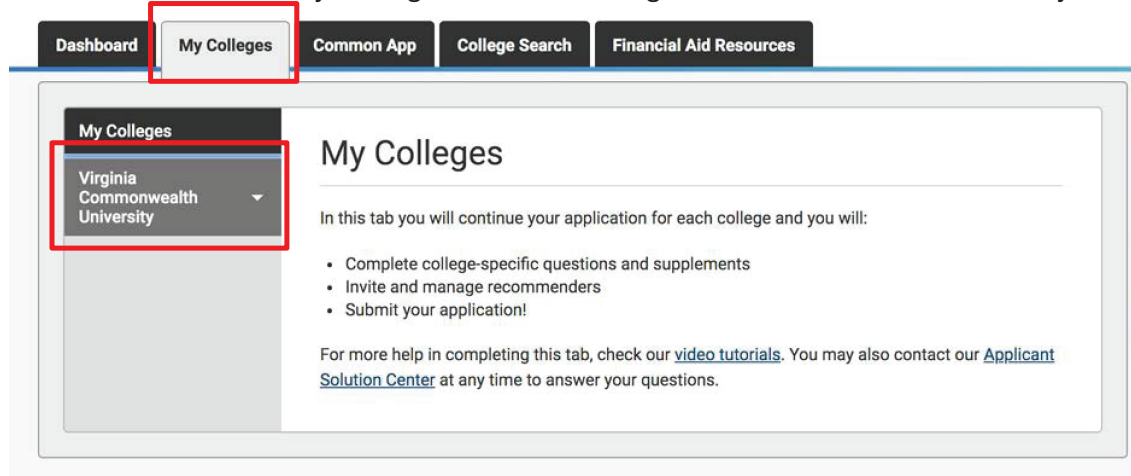 Dashboard My Colleges Common App College Search Financial Aid Resources
My Colleges
Virginia
Commonwealth
University
My Colleges
In this tab you will continue your application for each college and you will:
• Complete college-specific questions and supplements
• Invite and manage recommenders
• Submit your application!
For more help in completing this tab, check our video tutorials. You may also contact our Applicant
Solution Center at any time to answer your questions.